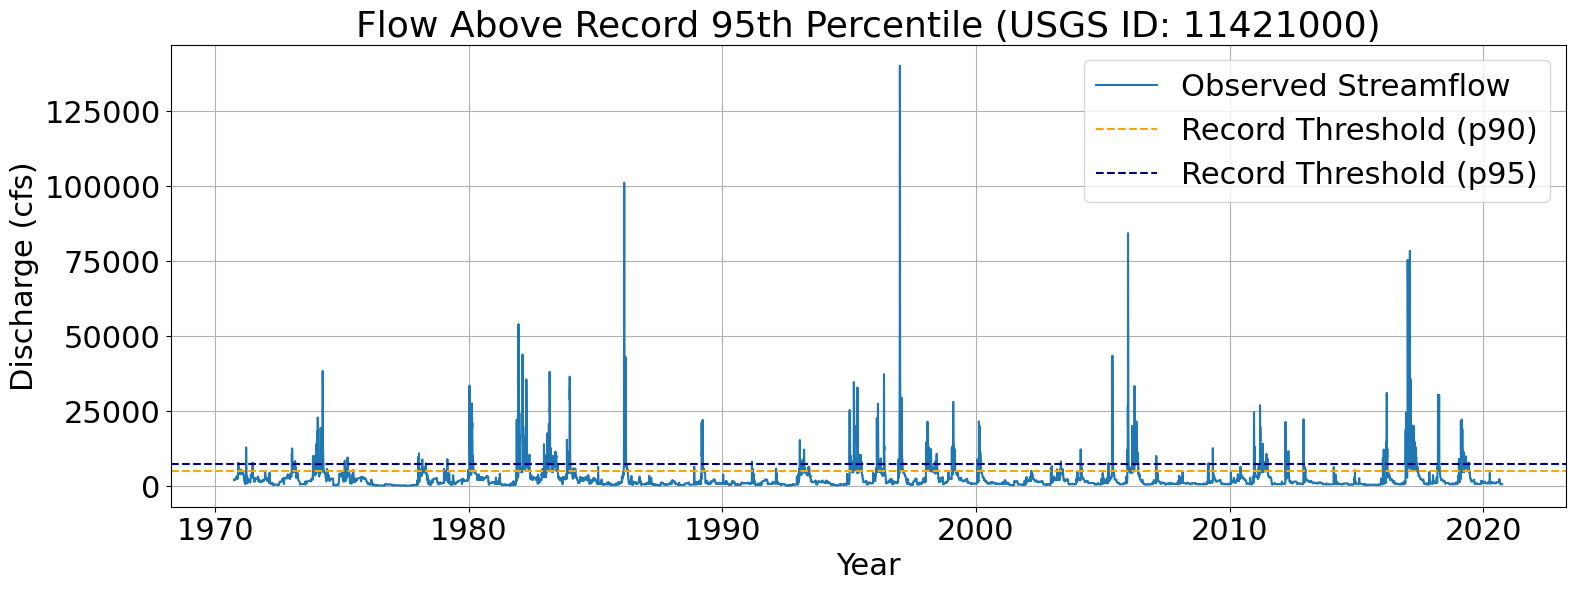 Flow Above Record 95th Percentile (USGS ID: 11421000)
Observed Streamflow
Record Threshold (p90)
Record Threshold (p95)
Discharge (cfs)
125000
100000
75000
50000
25000
0
1970 1980 1990 2000 2010 2020
Year